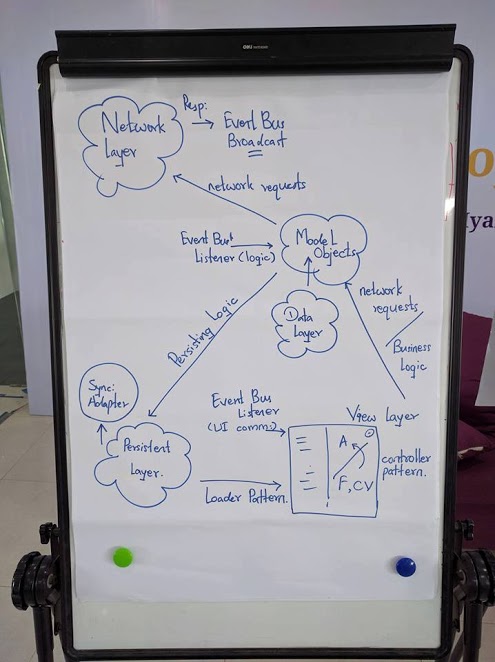 Network
Layer
Resp:
Event Bus
Broadcast
network requests
Event Bus
Listener (logic)
Model
Objects
Data
Layer
network
requests
Business
Logic
Persisting Logic
Sync:
Adapter
Persistent
Layer.
Event Bus
Listener
(UI comm:)
View Layer
A
F, CV
controller
pattern.
Loader Pattern.